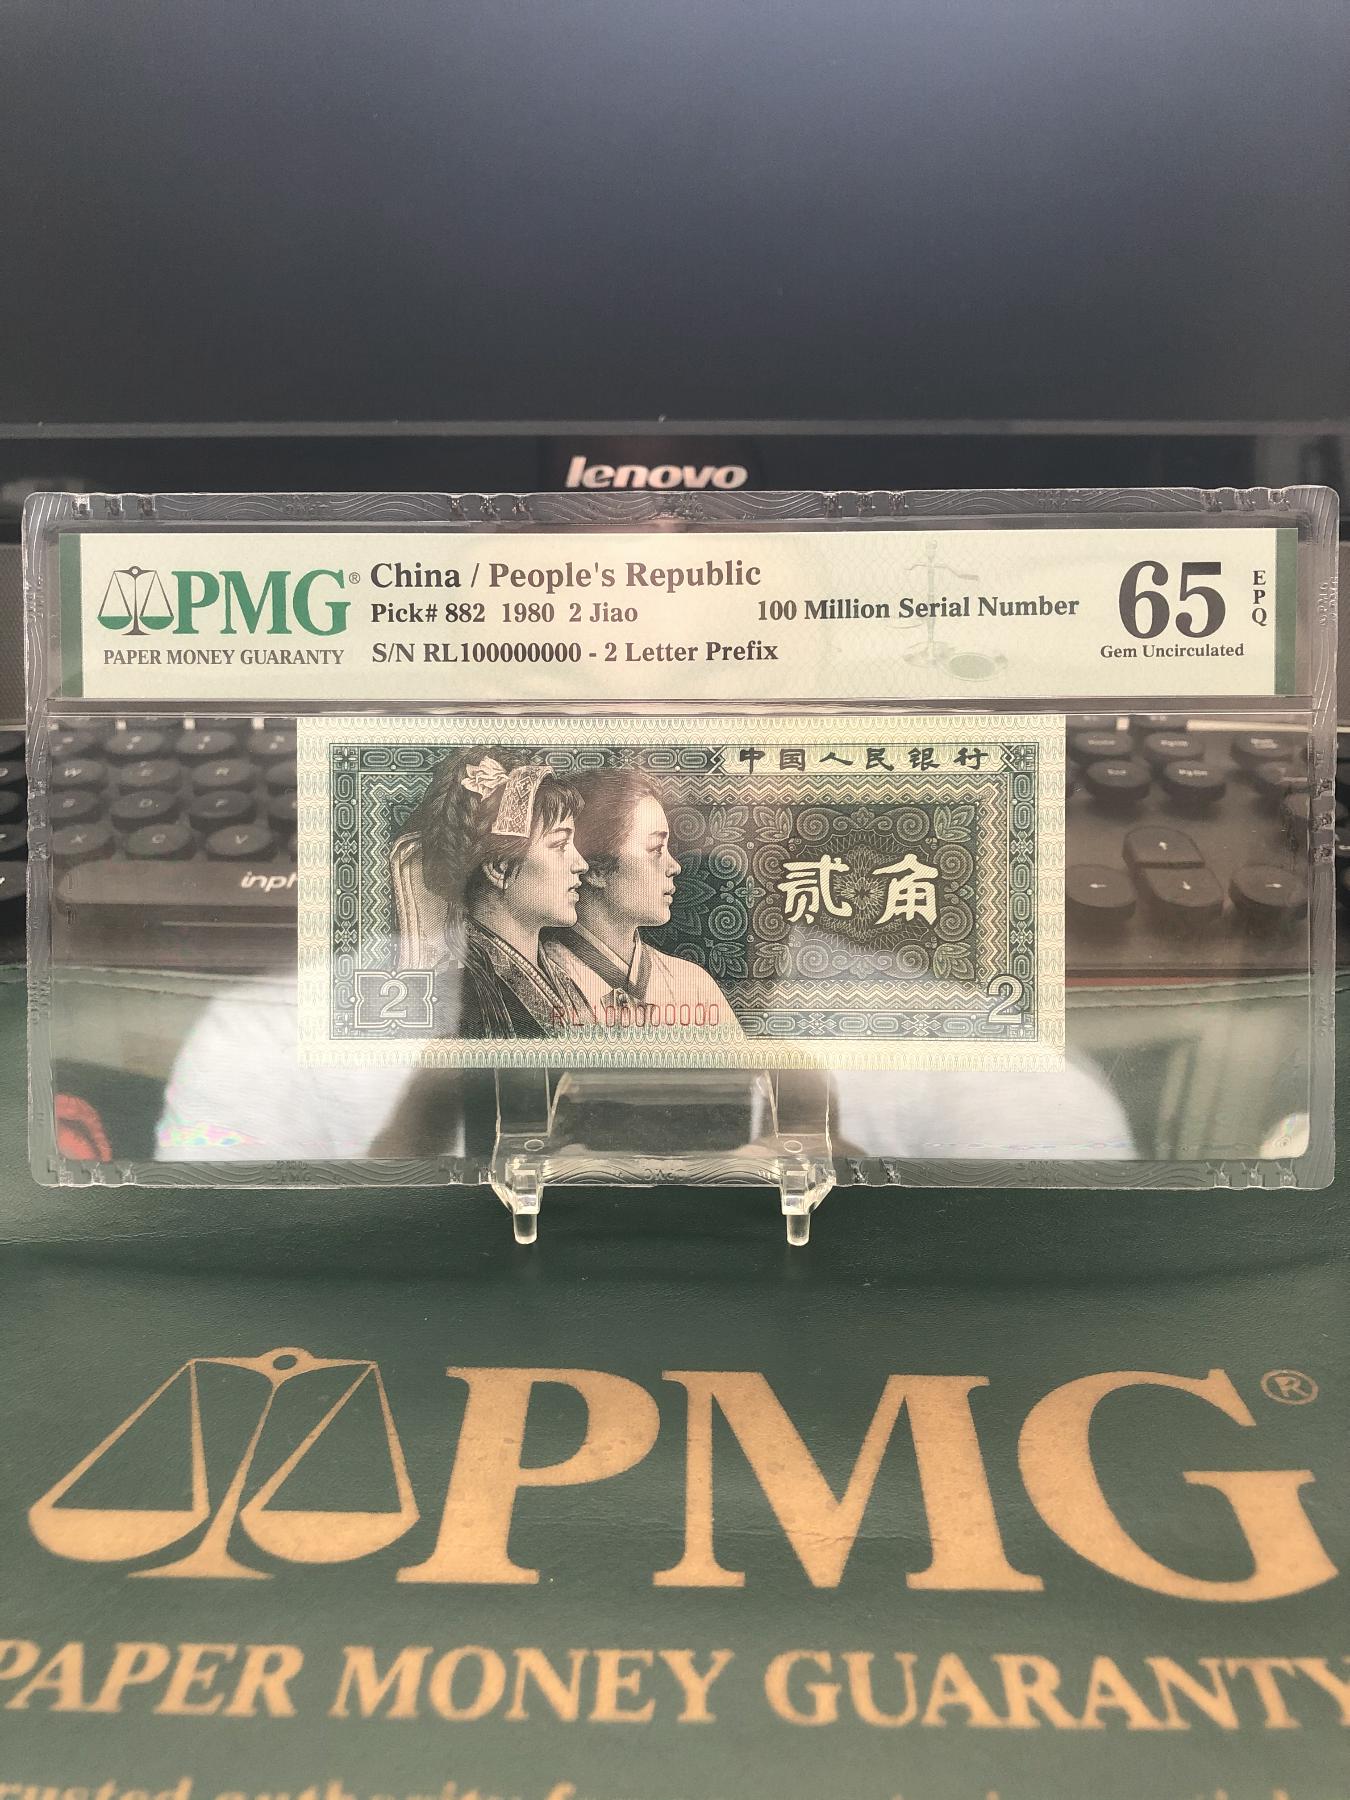 lenovo
PMG®
PAPER MONEY GUARANTY
China / People's Republic
Pick# 882 1980 2 Jiao
100 Million Serial Number
S/N RL100000000 - 2 Letter Prefix
65
EPQ
Gem Uncirculated
中国人民银行
贰角
2
2
RL100000000
W E
S D F
X C V
PMG®
PAPER MONEY GUARANTY